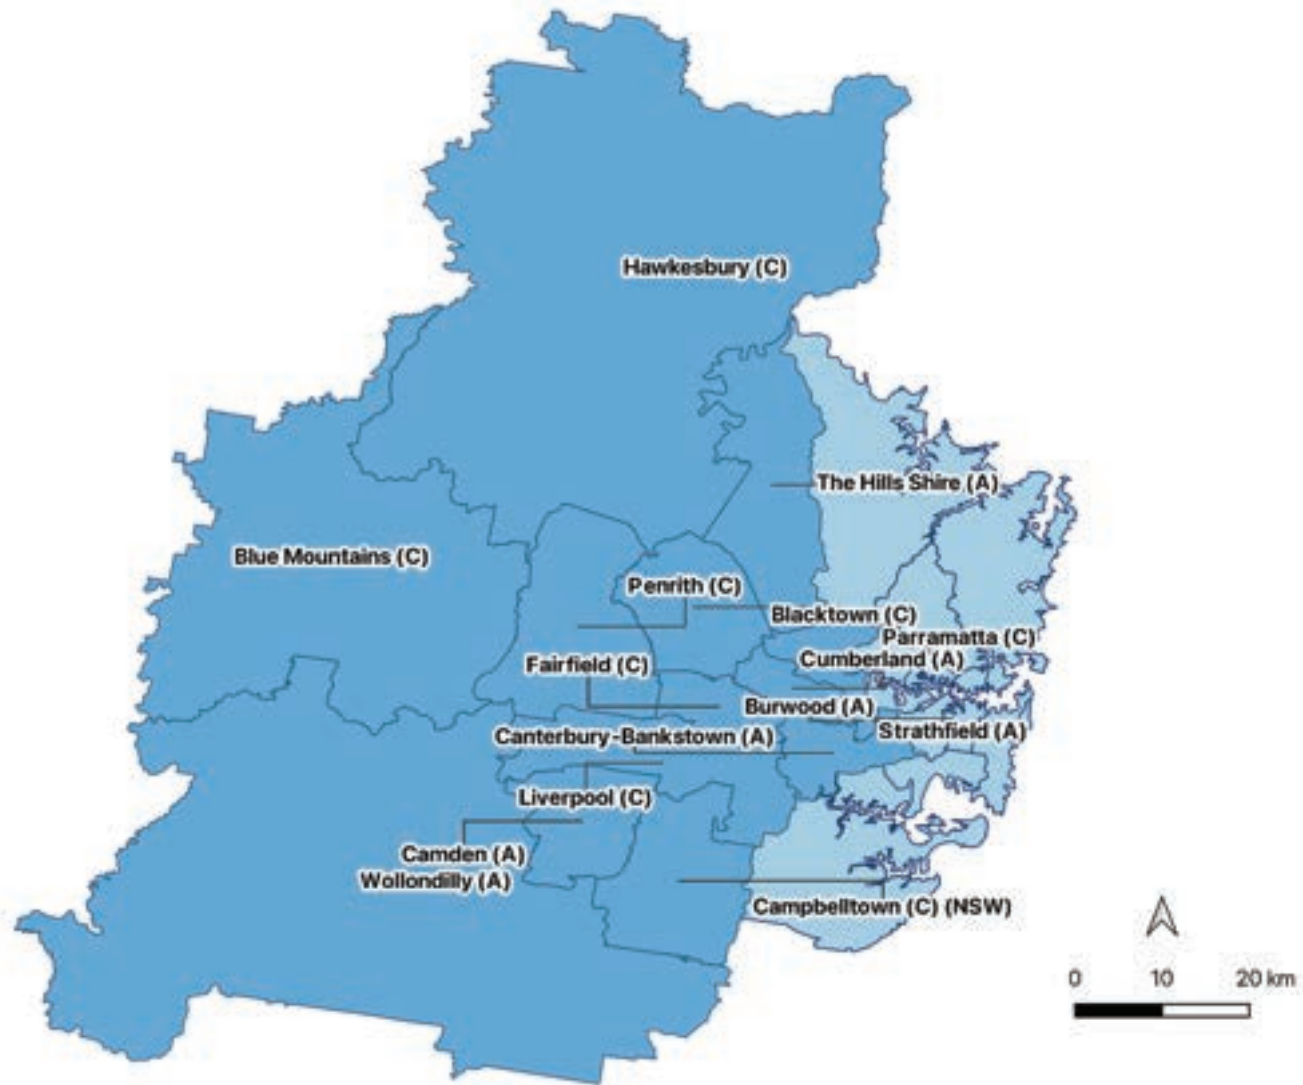 Hawkesbury (C)
The Hills Shire (A)
Blue Mountains (C)
Penrith (C)
Blacktown (C)
Parramatta (C)
Cumberland (A)
Fairfield (C)
Burwood (A)
Strathfield (A)
Canterbury-Bankstown (A)
Liverpool (C)
Camden (A)
Wollondilly (A)
Campbelltown (C) (NSW)
0 10 20 km